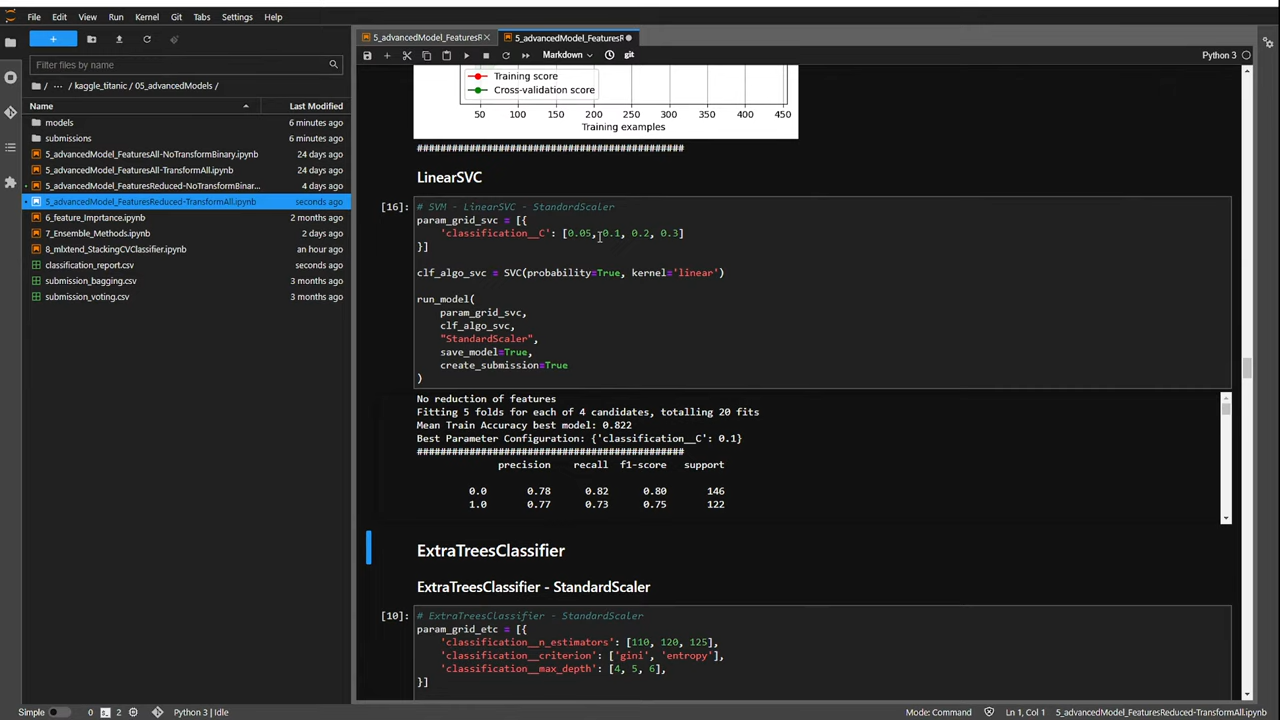 File Edit View Run Kernel Git Tabs Settings Help
+
Filter files by name
··· / kaggle_titanic / 05_advancedModels /
Name Last Modified
models 6 minutes ago
submissions 6 minutes ago
5_advancedModel_FeaturesAll-NoTransformBinary.ipynb 24 days ago
5_advancedModel_FeaturesAll-TransformAll.ipynb 24 days ago
5_advancedModel_FeaturesReduced-NoTransformBinar... 4 days ago
5_advancedModel_FeaturesReduced-TransformAll.ipynb seconds ago
6_feature_Imprtance.ipynb 2 months ago
7_Ensemble_Methods.ipynb 2 days ago
8_mlxtend_StackingCVClassifier.ipynb an hour ago
classification_report.csv seconds ago
submission_bagging.csv 3 months ago
submission_voting.csv 3 months ago
5_advancedModel_FeaturesR 5_advancedModel_FeaturesR
Markdown git Python 3
Training score
Cross-validation score
50 100 150 200 250 300 350 400 450
Training examples
##############################################
LinearSVC
[16]: # SVM - LinearSVC - StandardScaler
param_grid_svc = [{
'classification__C': [0.05, 0.1, 0.2, 0.3]
}]
clf_algo_svc = SVC(probability=True, kernel='linear')
run_model(
param_grid_svc,
clf_algo_svc,
"StandardScaler",
save_model=True,
create_submission=True
)
No reduction of features
Fitting 5 folds for each of 4 candidates, totalling 20 fits
Mean Train Accuracy best model: 0.822
Best Parameter Configuration: {'classification__C': 0.1}
##############################################
precision recall f1-score support
0.0 0.78 0.82 0.80 146
1.0 0.77 0.73 0.75 122
ExtraTreesClassifier
ExtraTreesClassifier - StandardScaler
[10]: # ExtraTreesClassifier - StandardScaler
param_grid_etc = [{
'classification__n_estimators': [110, 120, 125],
'classification__criterion': ['gini', 'entropy'],
'classification__max_depth': [4, 5, 6],
}]
Simple 0 2 Python 3 | Idle Mode: Command Ln 1, Col 1 5_advancedModel_FeaturesReduced-TransformAll.ipynb